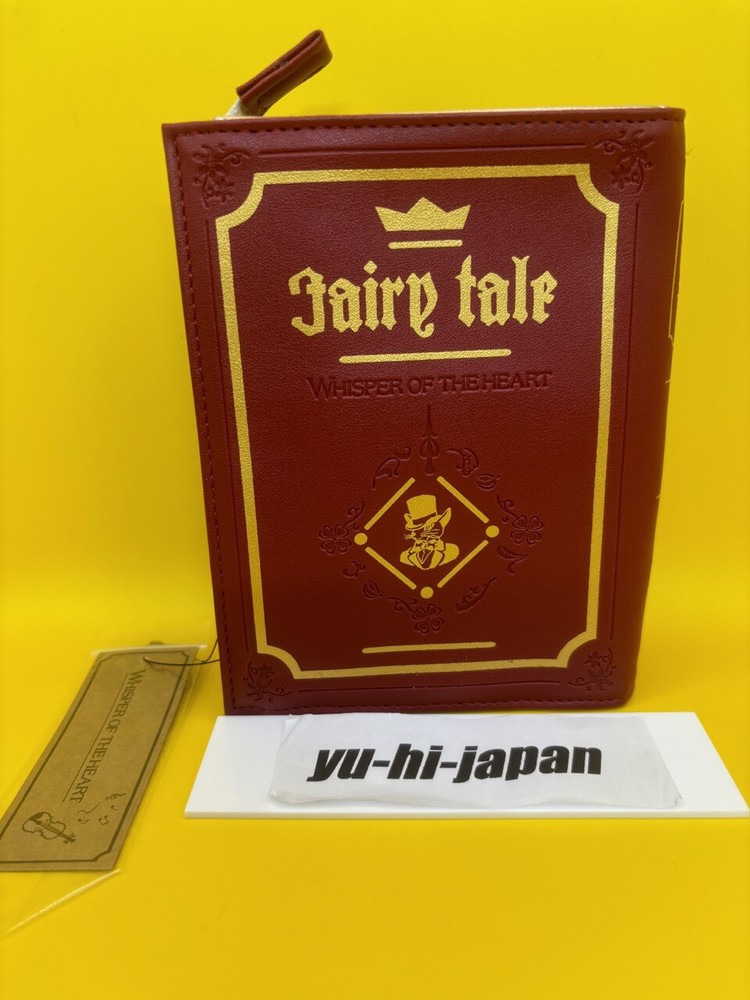 Fairy tale
WHISPER OF THE HEART
WHISPER OF THE HEART
yu-hi-japan